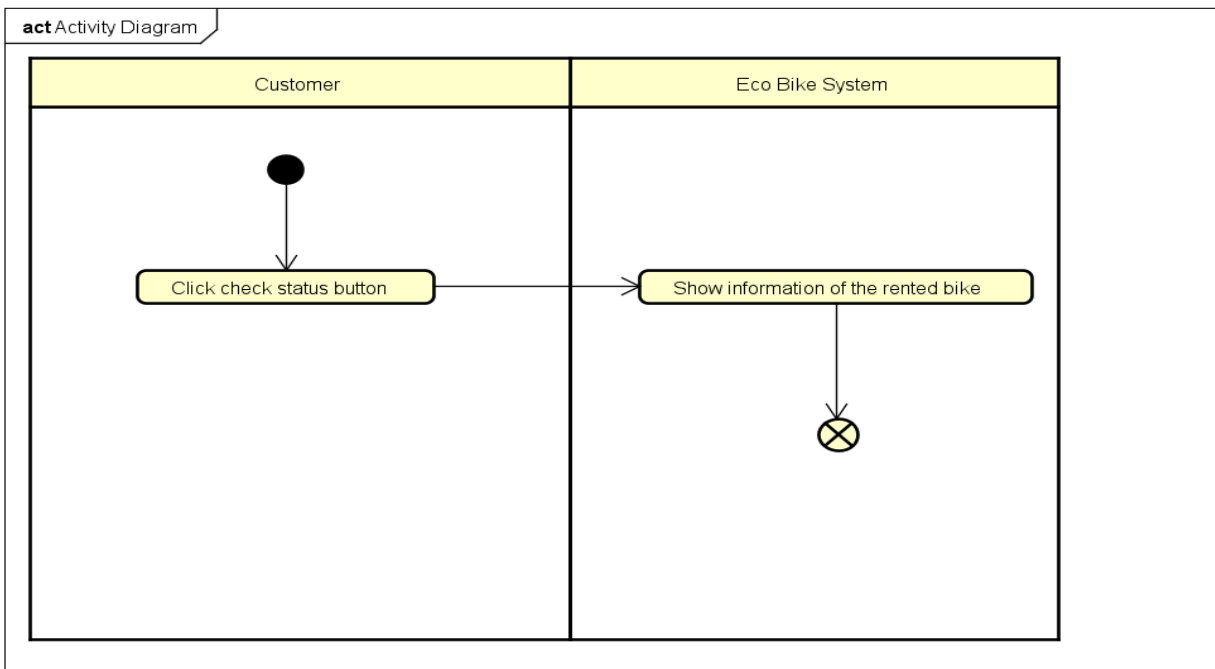 act Activity Diagram
Customer
Eco Bike System
Click check status button
Show information of the rented bike